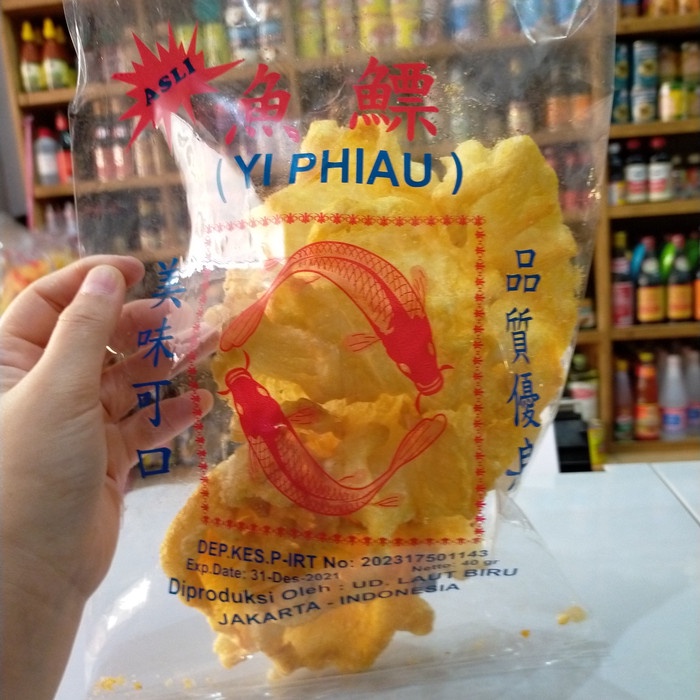 ASLI
魚鰾
(YI PHIAU)
美味可口
品質優良
DEP.KES.P-IRT No: 202317501143
Exp.Date: 31-Des-2021 Netto: 40 gr
Diproduksi Oleh : UD. LAUT BIRU
JAKARTA - INDONESIA